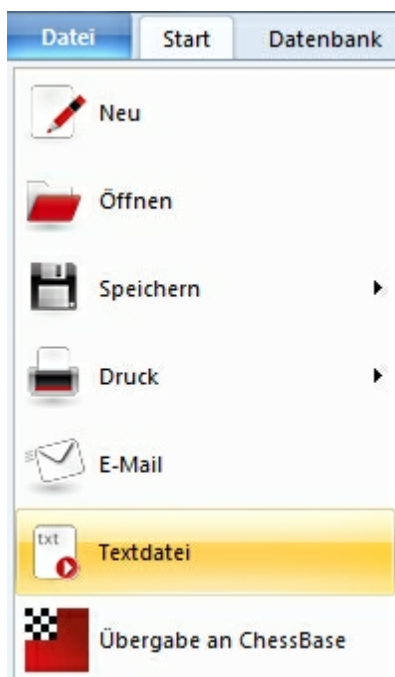 Datei Start Datenbank
Neu
Öffnen
Speichern
Druck
E-Mail
txt
Textdatei
Übergabe an ChessBase